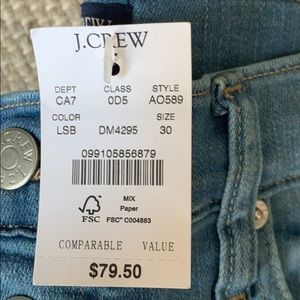 J.CREW
DEPT CLASS STYLE
CA7 0D5 AO589
COLOR SIZE
LSB DM4295 30
099105856879
MIX
Paper
FSC FSC® C004883
COMPARABLE VALUE
$79.50